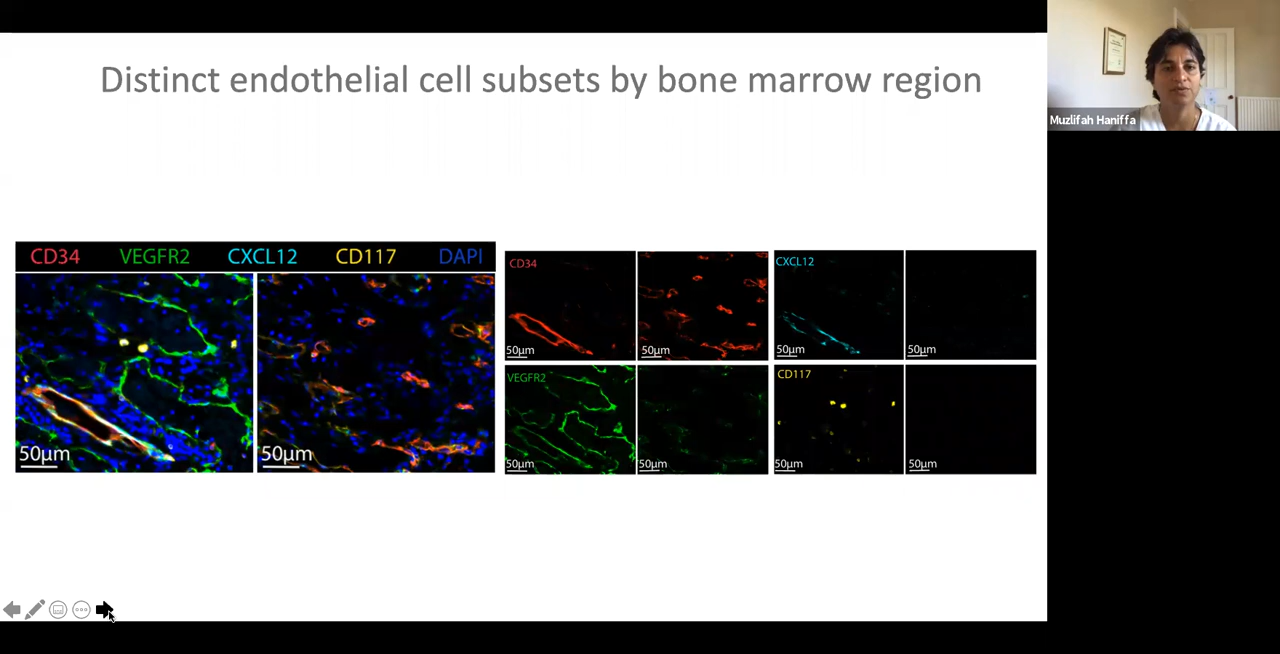 Distinct endothelial cell subsets by bone marrow region
Muzlifah Haniffa
CD34 VEGFR2 CXCL12 CD117 DAPI
50μm 50μm
CD34
50μm 50μm
CXCL12
50μm 50μm
VEGFR2
50μm 50μm
CD117
50μm 50μm